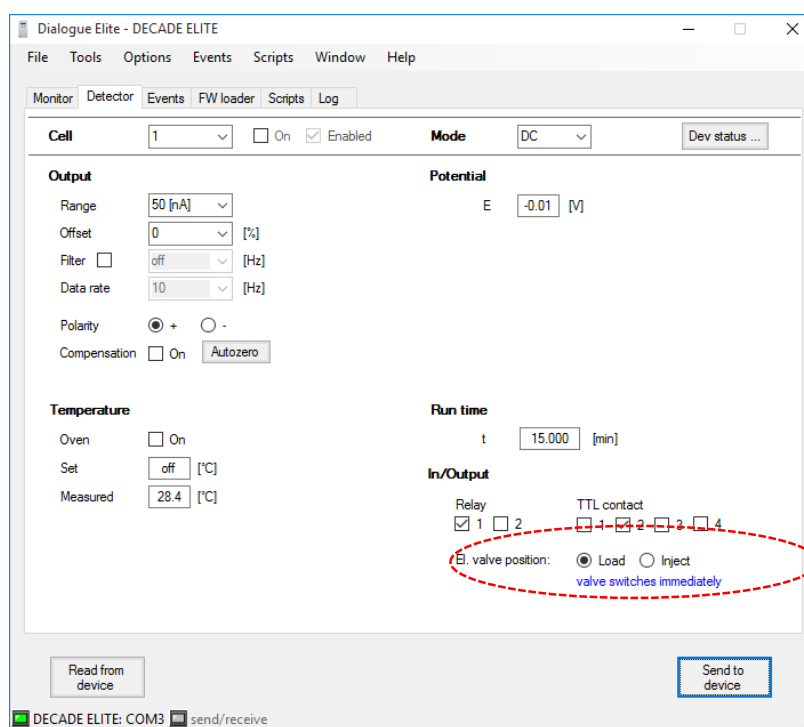 Dialogue Elite - DECADE ELITE
File Tools Options Events Scripts Window Help
Monitor Detector Events FW loader Scripts Log
Cell 1 On Enabled Mode DC Dev status ...
Output Potential
Range 50 [nA] E -0.01 [V]
Offset 0 [%]
Filter off [Hz]
Data rate 10 [Hz]
Polarity + -
Compensation On Autozero
Temperature Run time
Oven On t 15.000 [min]
Set off [°C] In/Output
Measured 28.4 [°C] Relay TTL contact
1 2 1 2 3 4
El. valve position: Load Inject
valve switches immediately
Read from device Send to device
DECADE ELITE: COM3 send/receive